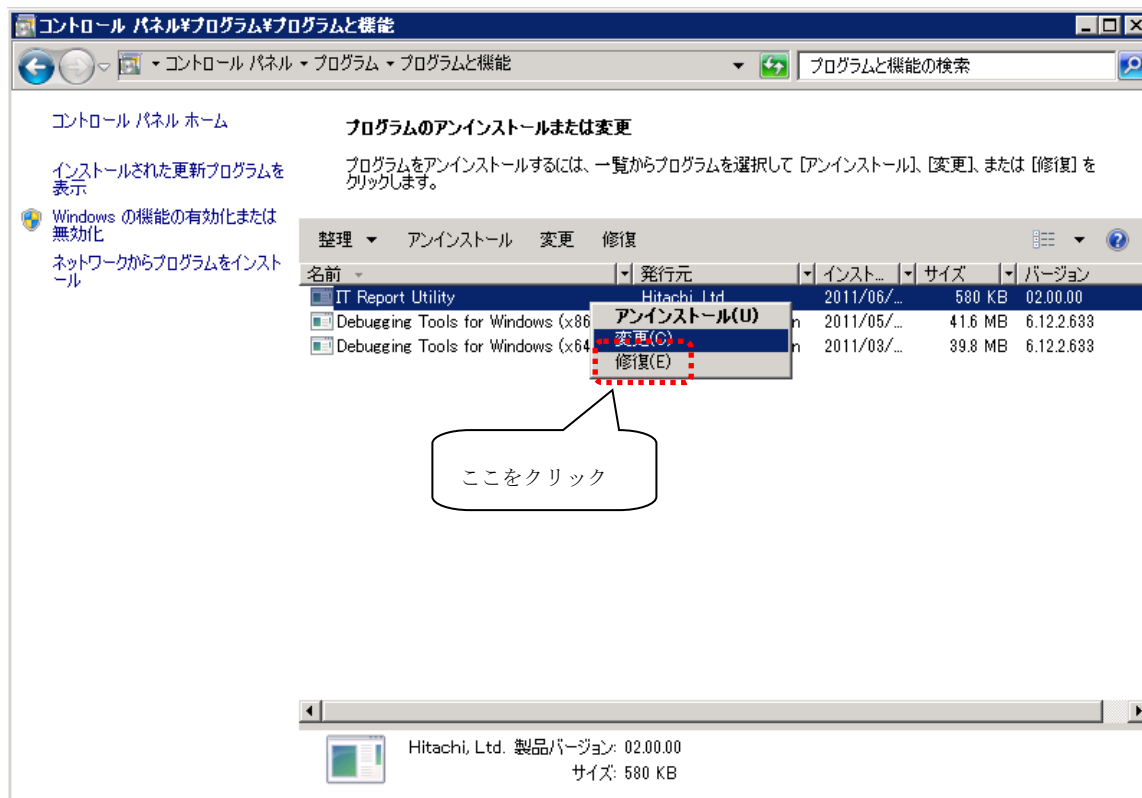 コントロール パネル¥プログラム¥プログラムと機能
コントロール パネル ▾ プログラム ▾ プログラムと機能
プログラムと機能の検索
コントロール パネル ホーム
インストールされた更新プログラムを
表示
Windows の機能の有効化または
無効化
ネットワークからプログラムをインスト
ール
プログラムのアンインストールまたは変更
プログラムをアンインストールするには、一覧からプログラムを選択して [アンインストール]、[変更]、または [修復] を
クリックします。
整理 ▼ アンインストール 変更 修復
名前 発行元 インスト... サイズ バージョン
IT Report Utility Hitachi, Ltd. 2011/06/... 580 KB 02.00.00
Debugging Tools for Windows (x86 n 2011/05/... 41.6 MB 6.12.2.633
Debugging Tools for Windows (x64 n 2011/03/... 39.8 MB 6.12.2.633
アンインストール(U)
変更(C)
修復(E)
ここをクリック
Hitachi, Ltd. 製品バージョン: 02.00.00
サイズ: 580 KB